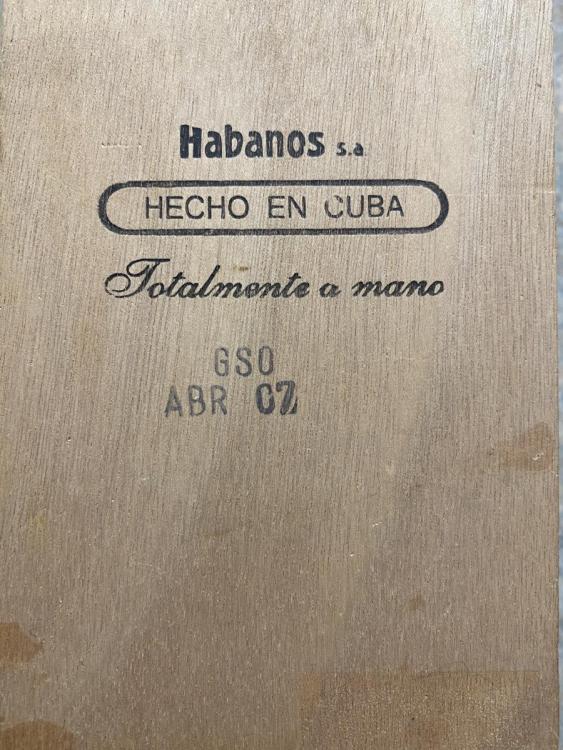 Habanos s.a.
HECHO EN CUBA
Totalmente a mano
GSO
ABR 07